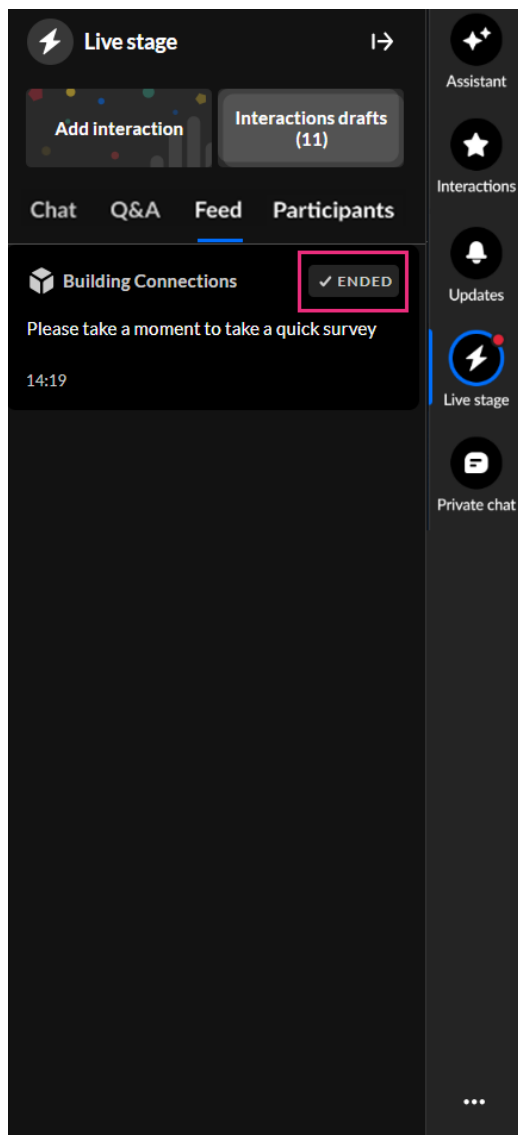 Live stage
Add interaction
Interactions drafts
(11)
Chat Q&A Feed Participants
Building Connections
✓ ENDED
Please take a moment to take a quick survey
14:19
Assistant
Interactions
Updates
Live stage
Private chat